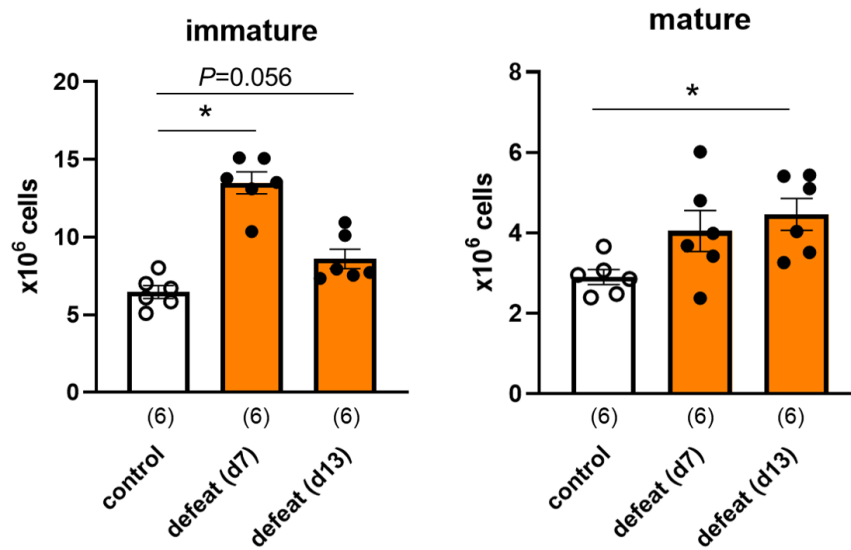 immature
P=0.056
*
20
15
10
5
0
x10⁶ cells
(6)
(6)
(6)
control
defeat (d7)
defeat (d13)
mature
*
8
6
4
2
0
x10⁶ cells
(6)
(6)
(6)
control
defeat (d7)
defeat (d13)